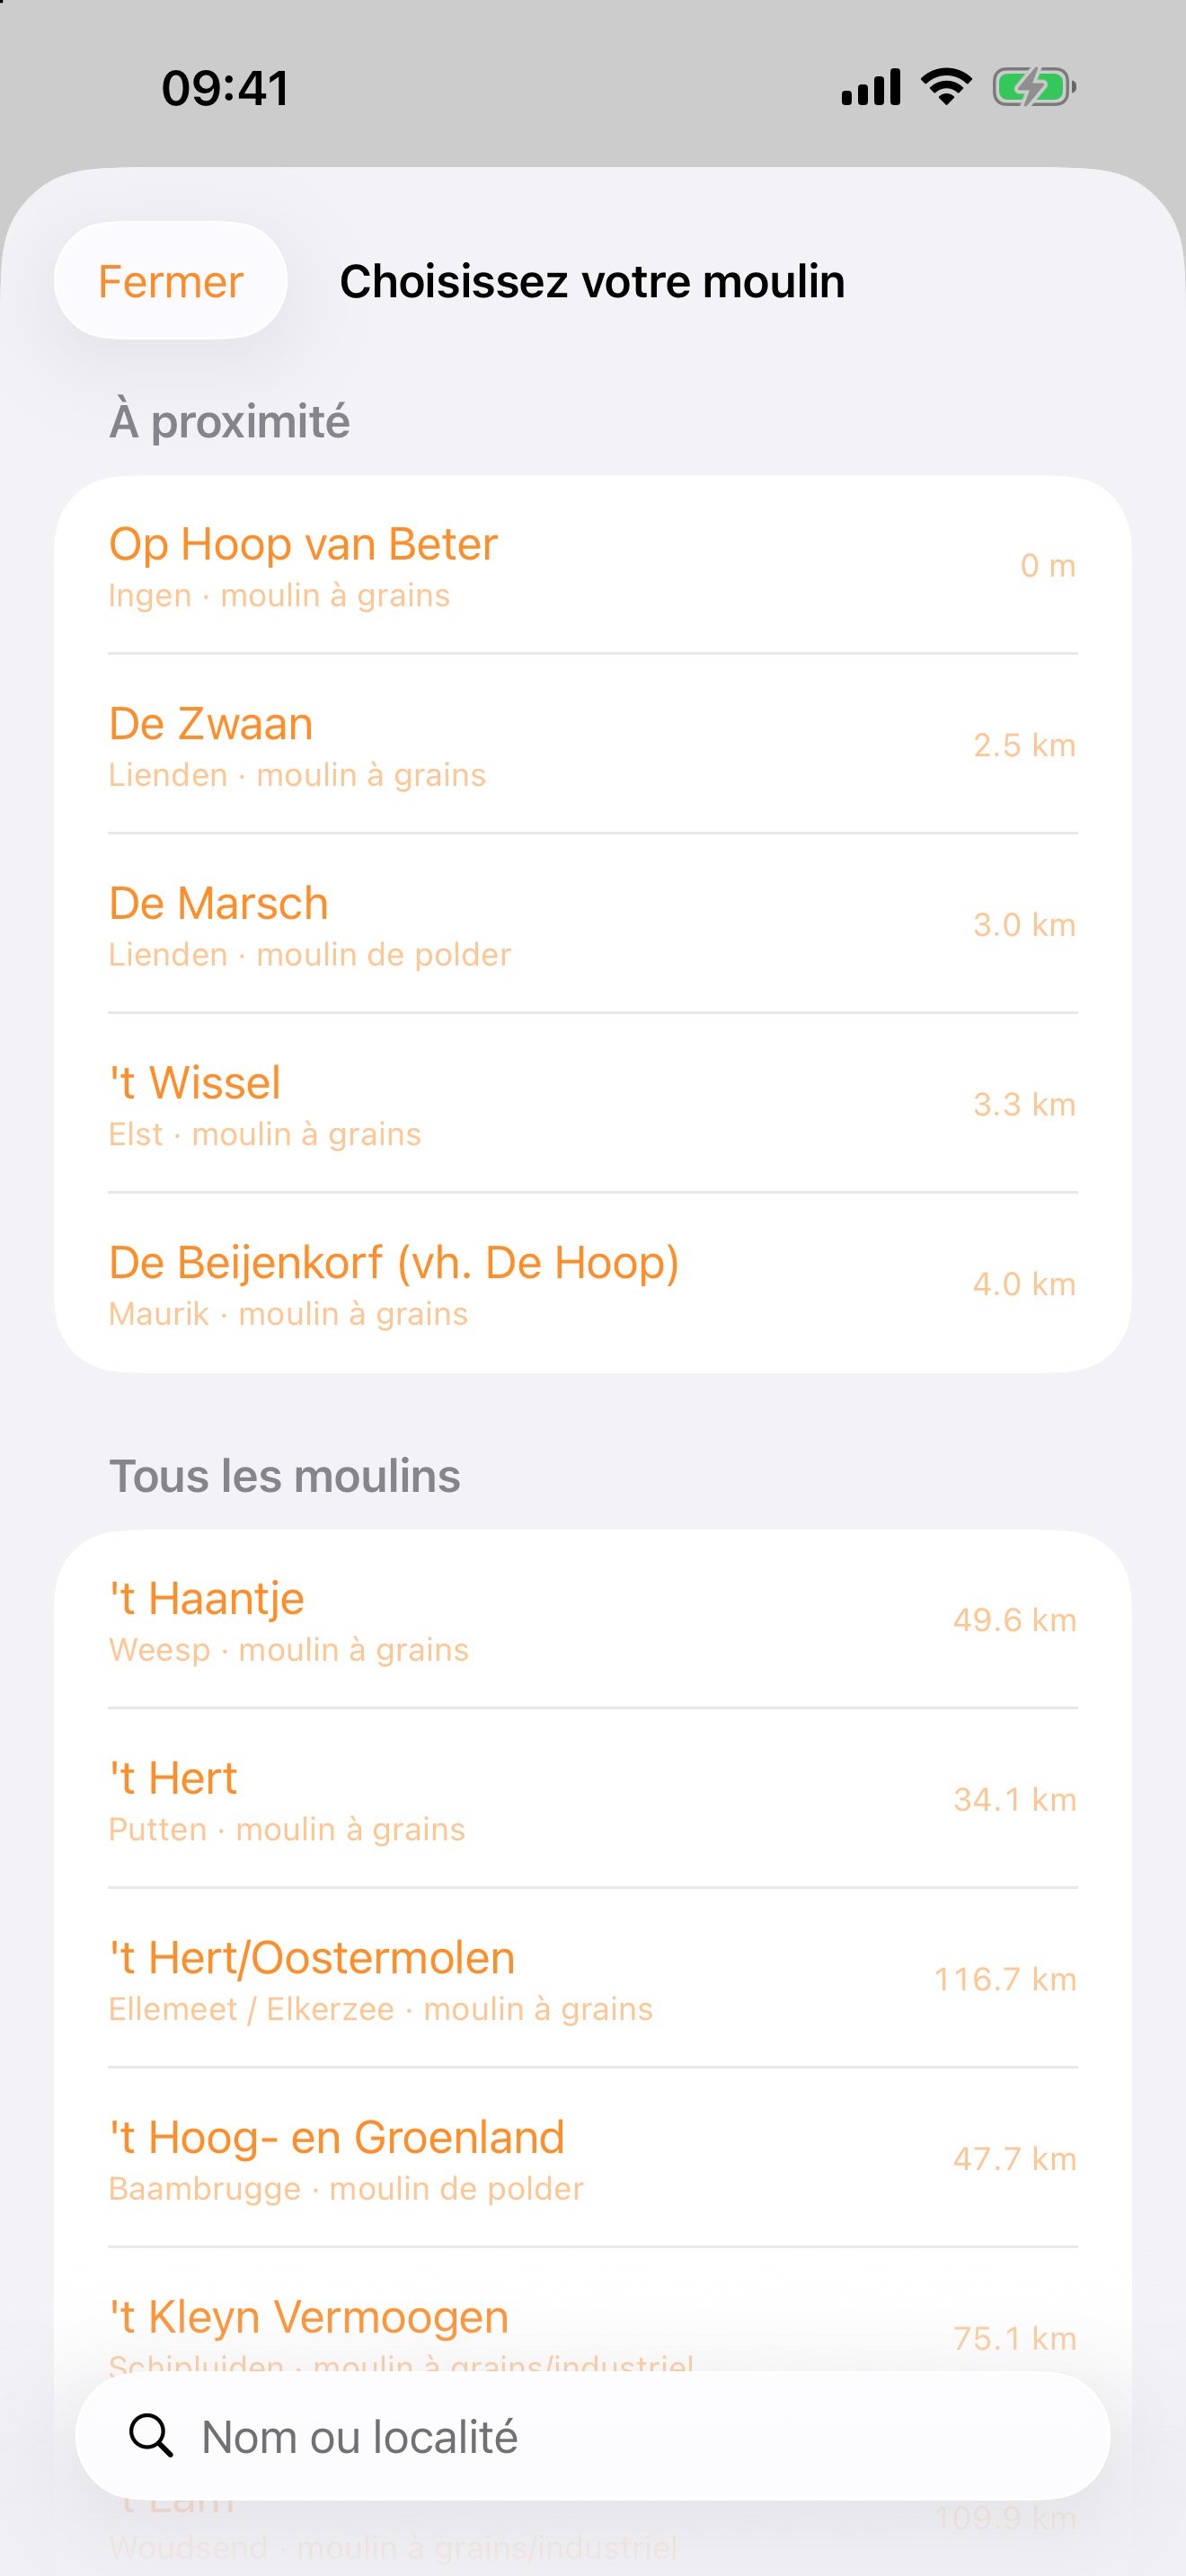 09:41
Fermer
Choisissez votre moulin
À proximité
Op Hoop van Beter
Ingen · moulin à grains
0 m
De Zwaan
Lienden · moulin à grains
2.5 km
De Marsch
Lienden · moulin de polder
3.0 km
't Wissel
Elst · moulin à grains
3.3 km
De Beijenkorf (vh. De Hoop)
Maurik · moulin à grains
4.0 km
Tous les moulins
't Haantje
Weesp · moulin à grains
49.6 km
't Hert
Putten · moulin à grains
34.1 km
't Hert/Oostermolen
Ellemeet / Elkerzee · moulin à grains
116.7 km
't Hoog- en Groenland
Baambrugge · moulin de polder
47.7 km
't Kleyn Vermoogen
Schipluiden · moulin à grains/industriel
75.1 km
Nom ou localité
't Lam
109.9 km
Woudsend · moulin à grains/industriel